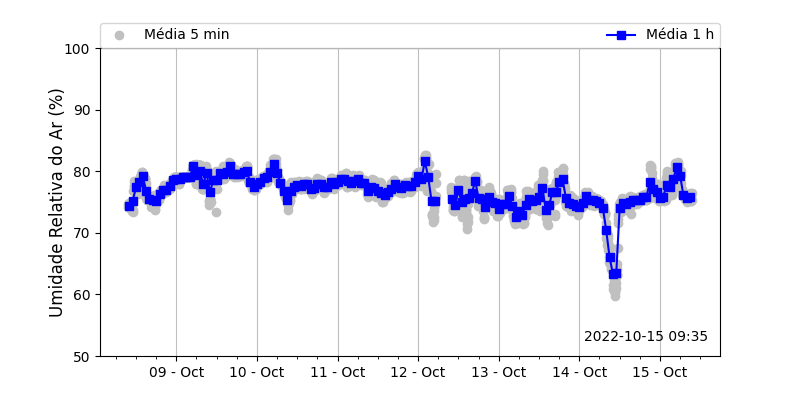 Média 5 min
Média 1 h
Umidade Relativa do Ar (%)
100
90
80
70
60
50
2022-10-15 09:35
09 - Oct
10 - Oct
11 - Oct
12 - Oct
13 - Oct
14 - Oct
15 - Oct